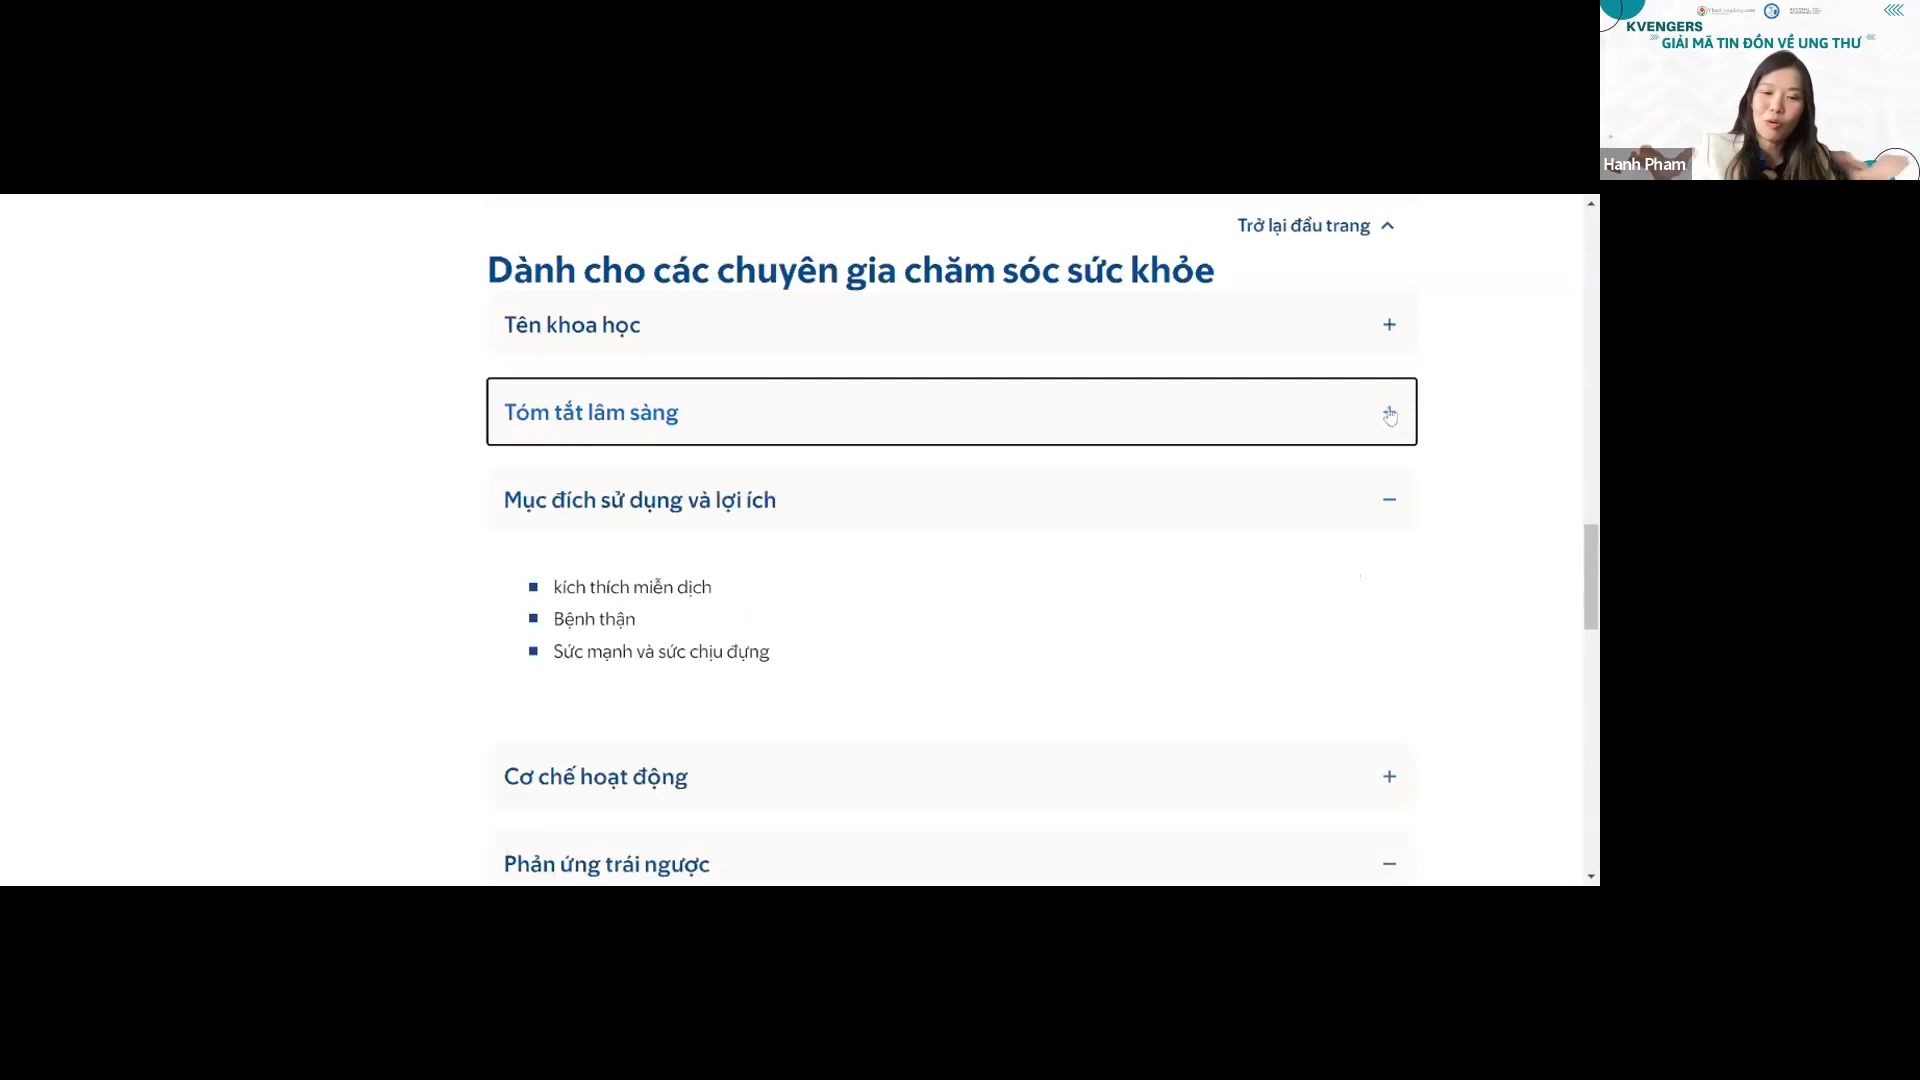 KVENGERS
GIẢI MÃ TIN ĐỒN VỀ UNG THƯ
Hanh Pham
Trở lại đầu trang
Dành cho các chuyên gia chăm sóc sức khỏe
Tên khoa học
Tóm tắt lâm sàng
Mục đích sử dụng và lợi ích
kích thích miễn dịch
Bệnh thận
Sức mạnh và sức chịu đựng
Cơ chế hoạt động
Phản ứng trái ngược